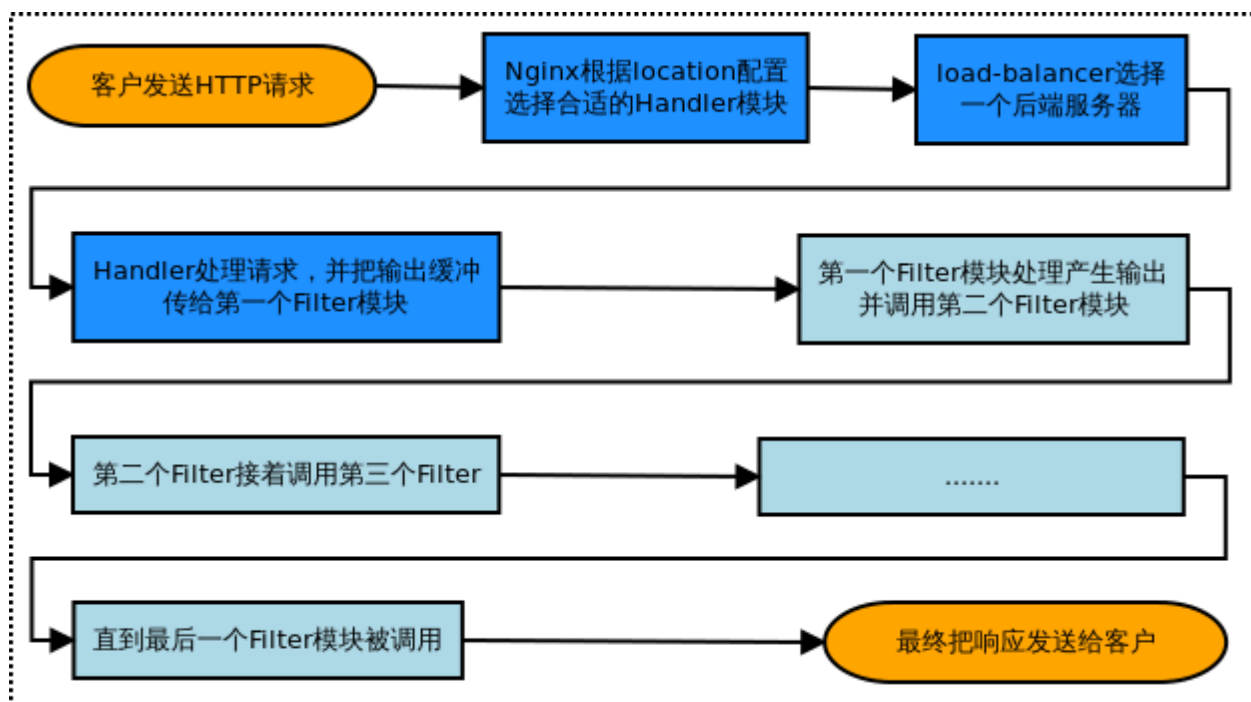 客户发送HTTP请求
Nginx根据location配置
选择合适的Handler模块
load-balancer选择
一个后端服务器
Handler处理请求，并把输出缓冲
传给第一个Filter模块
第一个Filter模块处理产生输出
并调用第二个Filter模块
第二个Filter接着调用第三个Filter
.......
直到最后一个Filter模块被调用
最终把响应发送给客户